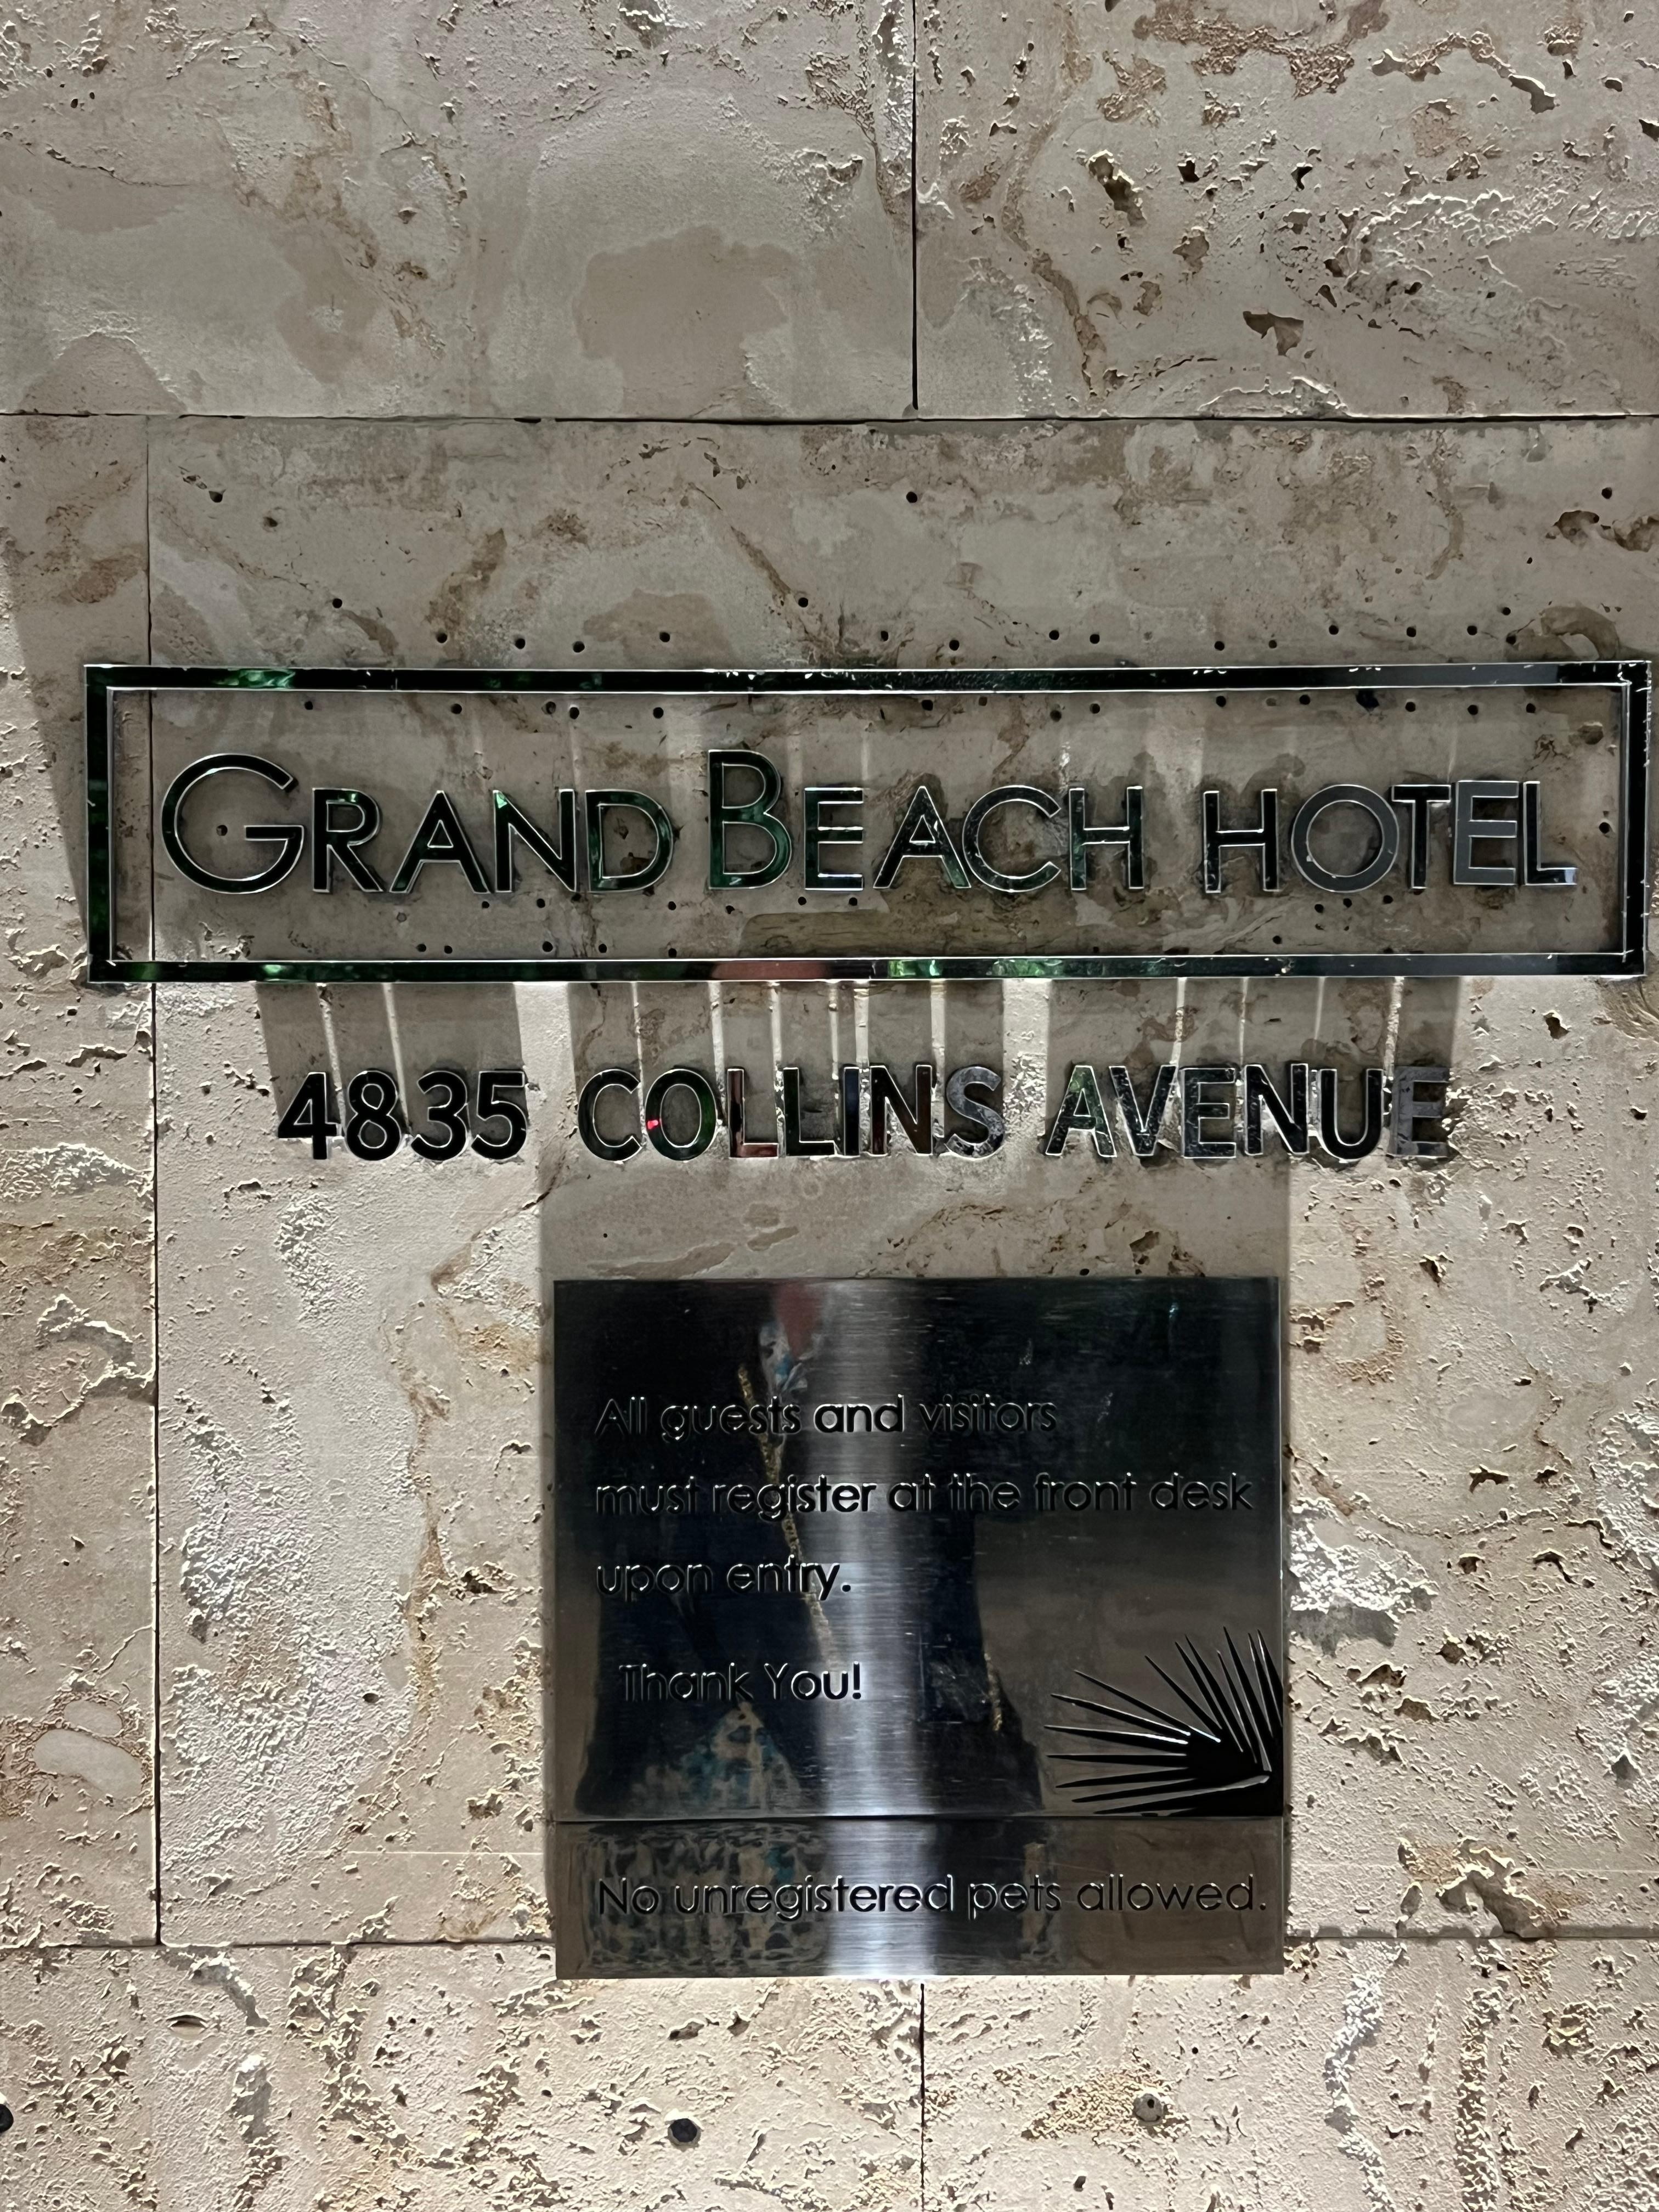 GRAND BEACH HOTEL
4835 COLLINS AVENUE
All guests and visitors
must register at the front desk
upon entry.
Thank You!
No unregistered pets allowed.